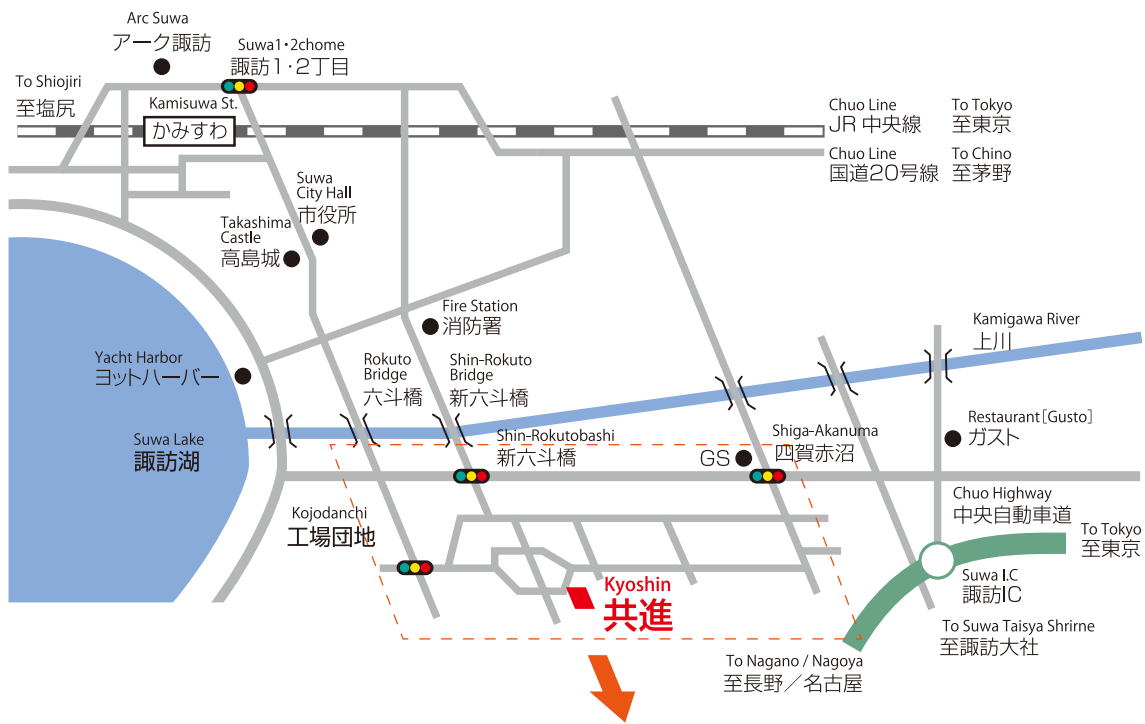 Arc Suwa
アーク諏訪
Suwa1・2chome
諏訪1・2丁目
To Shiojiri
至塩尻
Kamisuwa St.
かみすわ
Chuo Line
JR 中央線
To Tokyo
至東京
Chuo Line
国道20号線
To Chino
至茅野
Suwa
City Hall
市役所
Takashima
Castle
高島城
Fire Station
消防署
Kamigawa River
上川
Yacht Harbor
ヨットハーバー
Rokuto
Bridge
六斗橋
Shin-Rokuto
Bridge
新六斗橋
Suwa Lake
諏訪湖
Shin-Rokutobashi
新六斗橋
GS
Shiga-Akanuma
四賀赤沼
Restaurant[Gusto]
ガスト
Kojodanchi
工場団地
Chuo Highway
中央自動車道
To Tokyo
至東京
Kyoshin
共進
Suwa I.C
諏訪IC
To Suwa Taisya Shrirne
至諏訪大社
To Nagano / Nagoya
至長野／名古屋